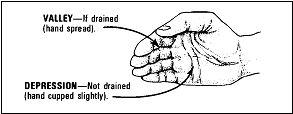 VALLEY—If drained
(hand spread).
DEPRESSION—Not drained
(hand cupped slightly).